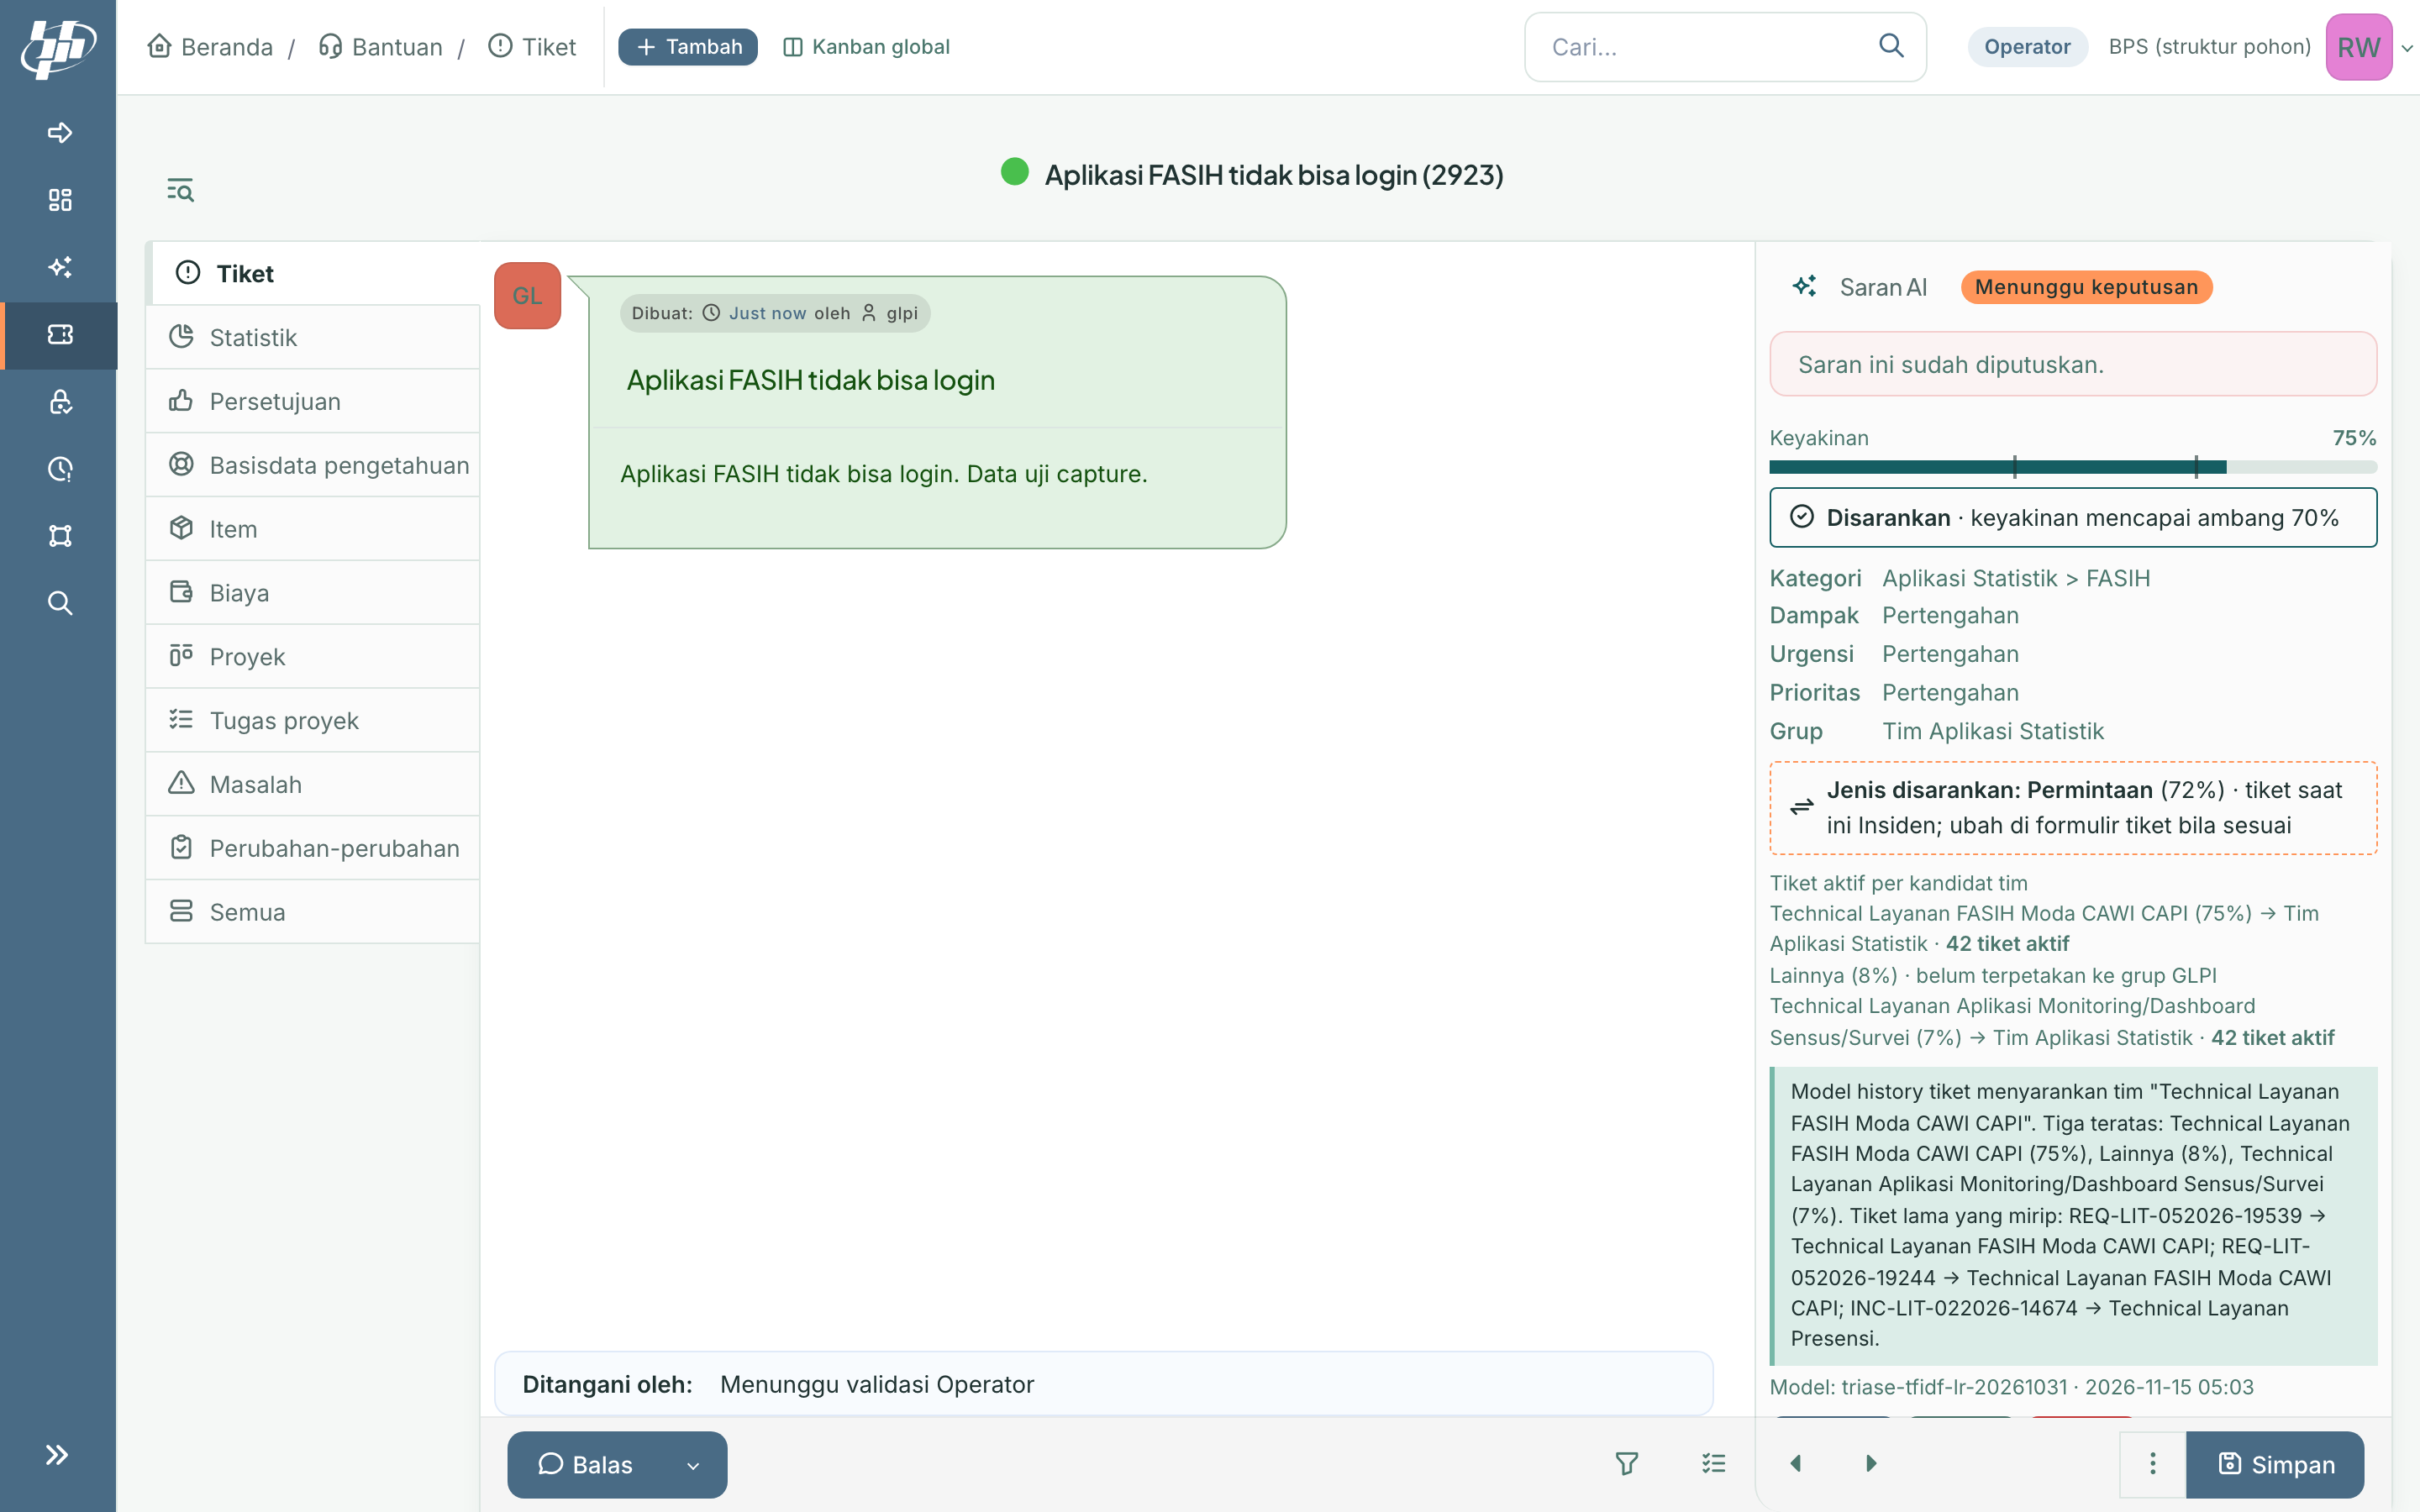 Beranda / Bantuan / Tiket
Tambah
Kanban global
Cari...
Operator
BPS (struktur pohon)
RW
Aplikasi FASIH tidak bisa login (2923)
Tiket
Statistik
Persetujuan
Basisdata pengetahuan
Item
Biaya
Proyek
Tugas proyek
Masalah
Perubahan-perubahan
Semua
GL
Dibuat: Just now oleh glpi
Aplikasi FASIH tidak bisa login
Aplikasi FASIH tidak bisa login. Data uji capture.
Ditangani oleh: Menunggu validasi Operator
Balas
Saran AI
Menunggu keputusan
Saran ini sudah diputuskan.
Keyakinan 75%
Disarankan · keyakinan mencapai ambang 70%
Kategori Aplikasi Statistik > FASIH
Dampak Pertengahan
Urgensi Pertengahan
Prioritas Pertengahan
Grup Tim Aplikasi Statistik
Jenis disarankan: Permintaan (72%) · tiket saat
ini Insiden; ubah di formulir tiket bila sesuai
Tiket aktif per kandidat tim
Technical Layanan FASIH Moda CAWI CAPI (75%) → Tim
Aplikasi Statistik · 42 tiket aktif
Lainnya (8%) · belum terpetakan ke grup GLPI
Technical Layanan Aplikasi Monitoring/Dashboard
Sensus/Survei (7%) → Tim Aplikasi Statistik · 42 tiket aktif
Model history tiket menyarankan tim "Technical Layanan
FASIH Moda CAWI CAPI". Tiga teratas: Technical Layanan
FASIH Moda CAWI CAPI (75%), Lainnya (8%), Technical
Layanan Aplikasi Monitoring/Dashboard Sensus/Survei
(7%). Tiket lama yang mirip: REQ-LIT-052026-19539 →
Technical Layanan FASIH Moda CAWI CAPI; REQ-LIT-
052026-19244 → Technical Layanan FASIH Moda CAWI
CAPI; INC-LIT-022026-14674 → Technical Layanan
Presensi.
Model: triase-tfidf-lr-20261031 · 2026-11-15 05:03
Simpan